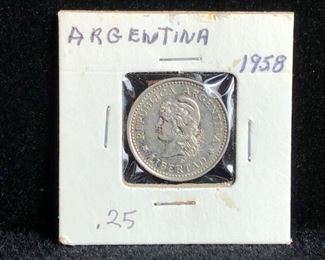 ARGENTINA
1958
REPUBLICA ARGENTINA
LIBERTAD
.25